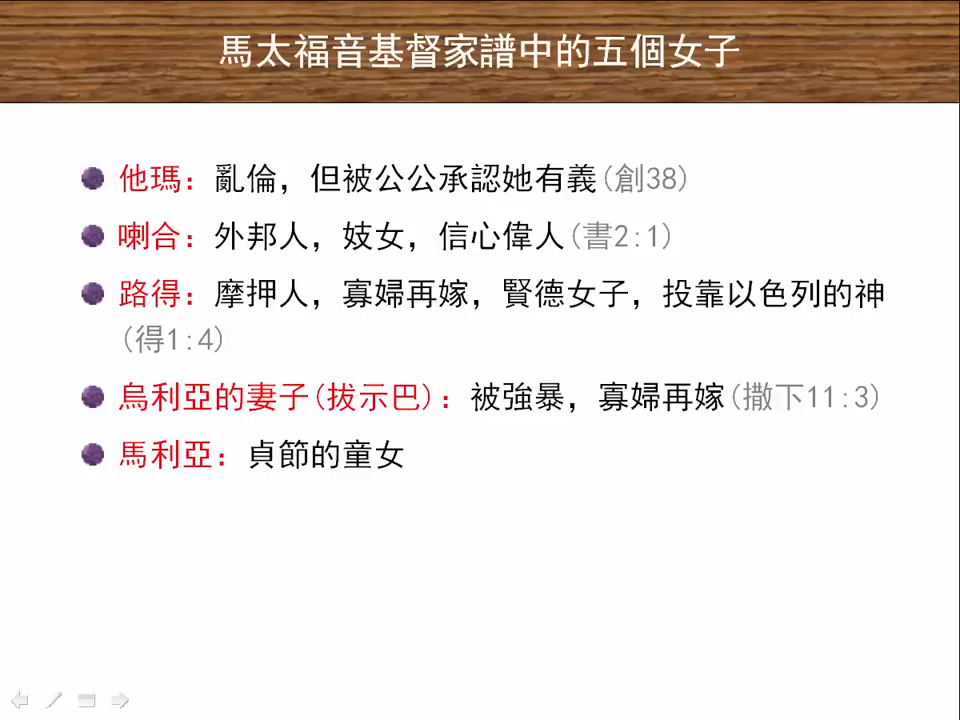 馬太福音基督家譜中的五個女子
他瑪：亂倫，但被公公承認她有義(創38)
喇合：外邦人，妓女，信心偉人(書2:1)
路得：摩押人，寡婦再嫁，賢德女子，投靠以色列的神
(得1:4)
烏利亞的妻子(拔示巴)：被強暴，寡婦再嫁(撒下11:3)
馬利亞：貞節的童女